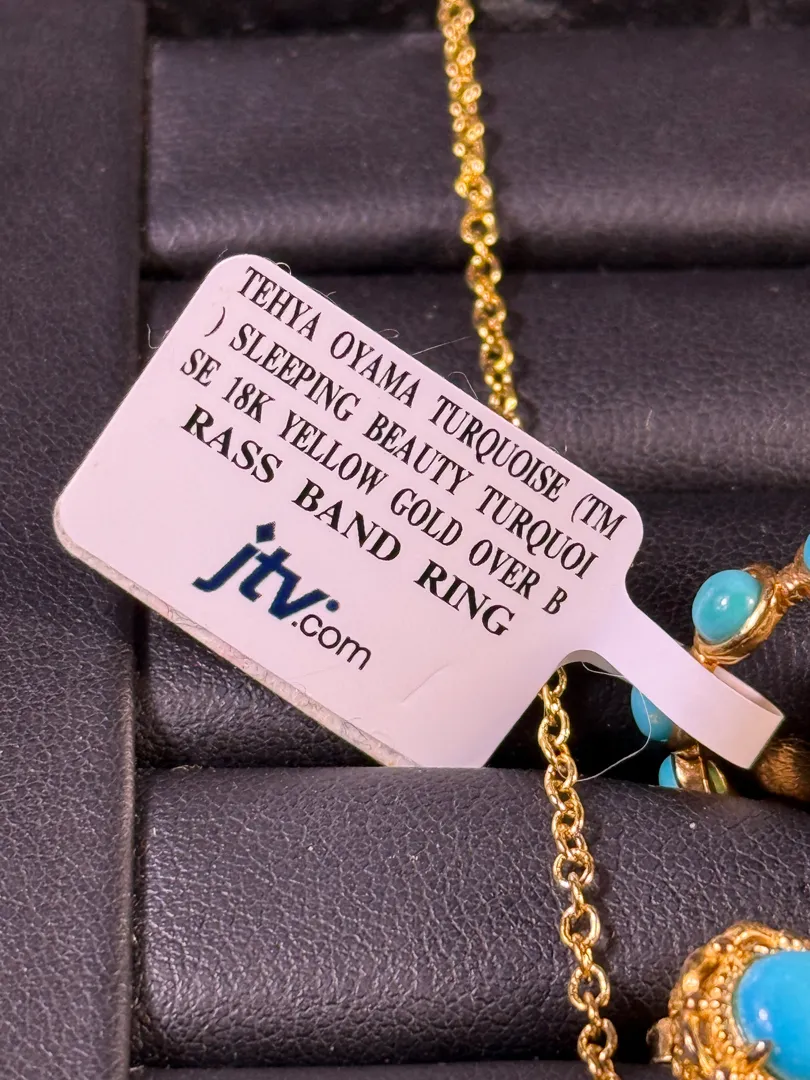 TEHYA OYAMA TURQUOISE (TM
) SLEEPING BEAUTY TURQUOI
SE 18K YELLOW GOLD OVER B
RASS BAND RING
jtv.com